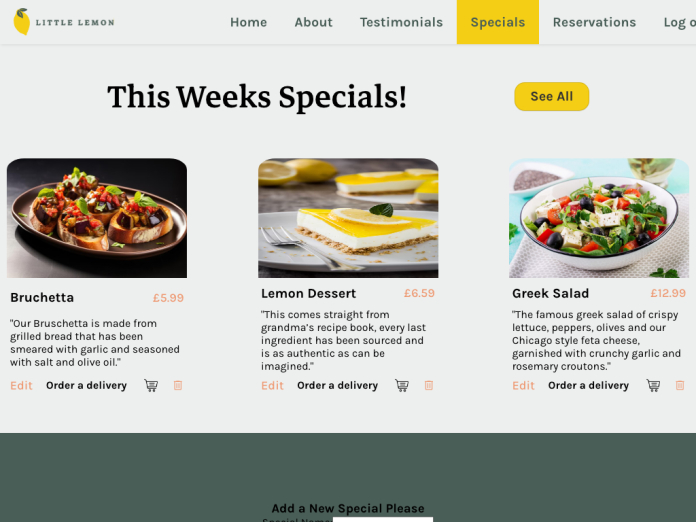 LITTLE LEMON
Home About Testimonials Specials Reservations Log o
This Weeks Specials!
See All
Bruchetta £5.99
"Our Bruschetta is made from
grilled bread that has been
smeared with garlic and seasoned
with salt and olive oil."
Edit Order a delivery
Lemon Dessert £6.59
"This comes straight from
grandma's recipe book, every last
ingredient has been sourced and
is as authentic as can be
imagined."
Edit Order a delivery
Greek Salad £12.99
"The famous greek salad of crispy
lettuce, peppers, olives and our
Chicago style feta cheese,
garnished with crunchy garlic and
rosemary croutons."
Edit Order a delivery
Add a New Special Please
Special Name